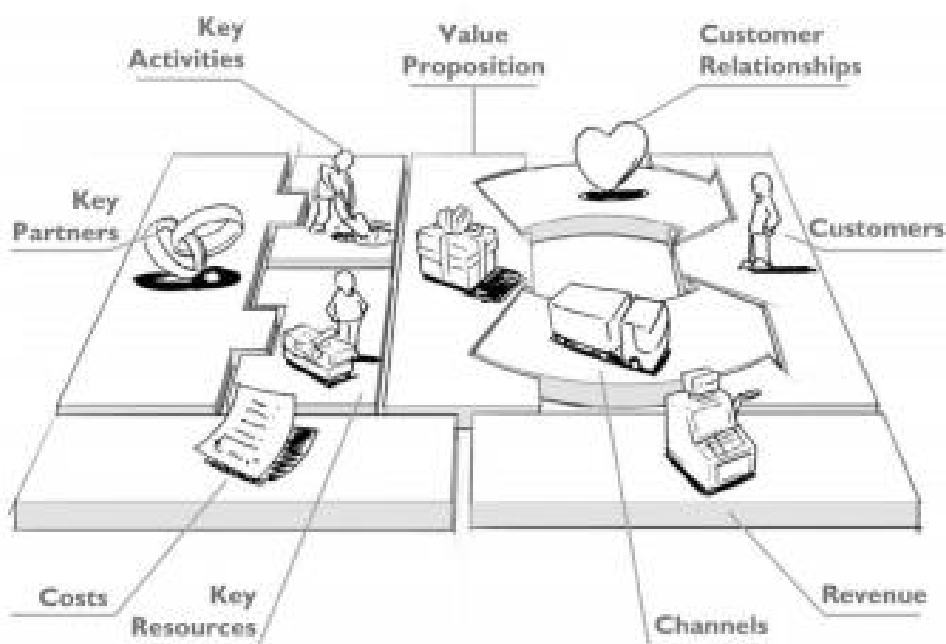 Key
Activities
Value
Proposition
Customer
Relationships
Key
Partners
Customers
Costs
Key
Resources
Channels
Revenue